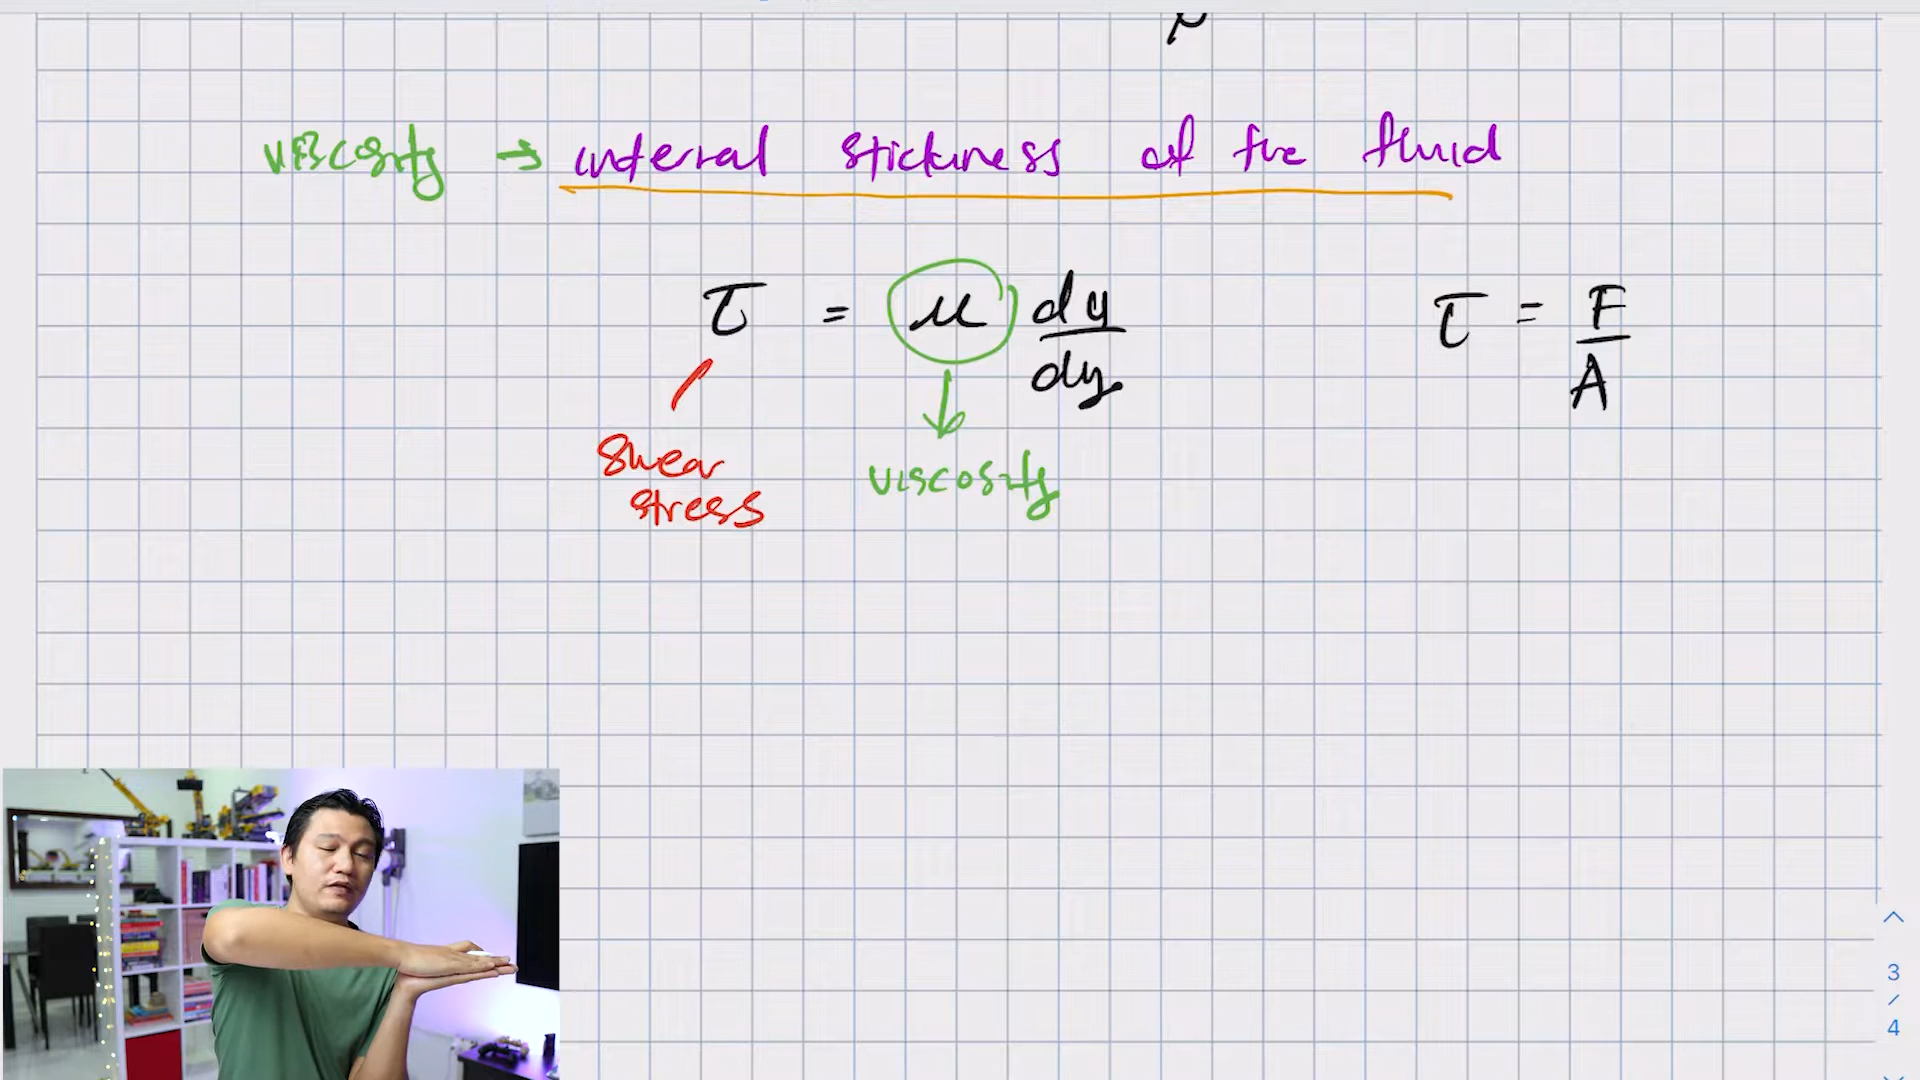 μ
viscosity → internal stickiness of the fluid
τ = μ du/dy
τ = F/A
shear stress
viscosity
3
/
4